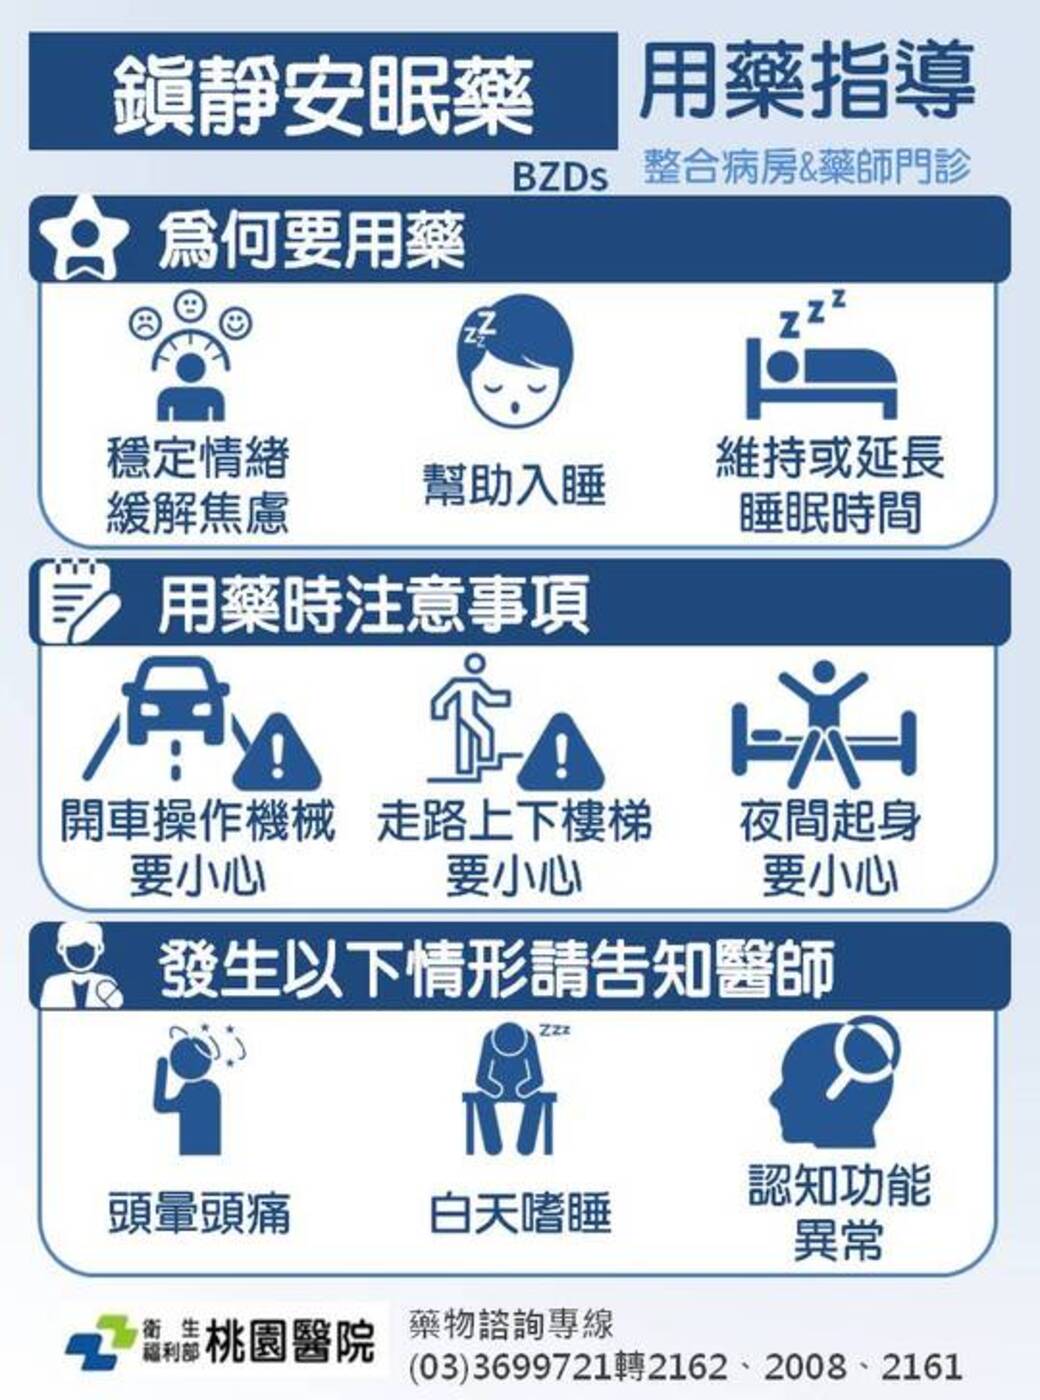 鎮靜安眠藥
用藥指導
BZDs
整合病房&藥師門診
為何要用藥
穩定情緒
緩解焦慮
幫助入睡
維持或延長
睡眠時間
用藥時注意事項
開車操作機械
要小心
走路上下樓梯
要小心
夜間起身
要小心
發生以下情形請告知醫師
頭暈頭痛
白天嗜睡
認知功能
異常
衛生
福利部
桃園醫院
藥物諮詢專線
(03)3699721轉2162、2008、2161